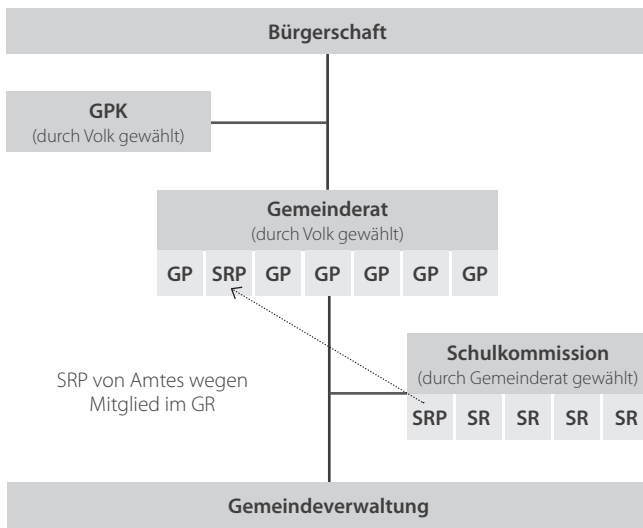 Bürgerschaft
GPK
(durch Volk gewählt)
Gemeinderat
(durch Volk gewählt)
GP SRP GP GP GP GP GP
Schulkommission
(durch Gemeinderat gewählt)
SRP SR SR SR SR
SRP von Amtes wegen
Mitglied im GR
Gemeindeverwaltung